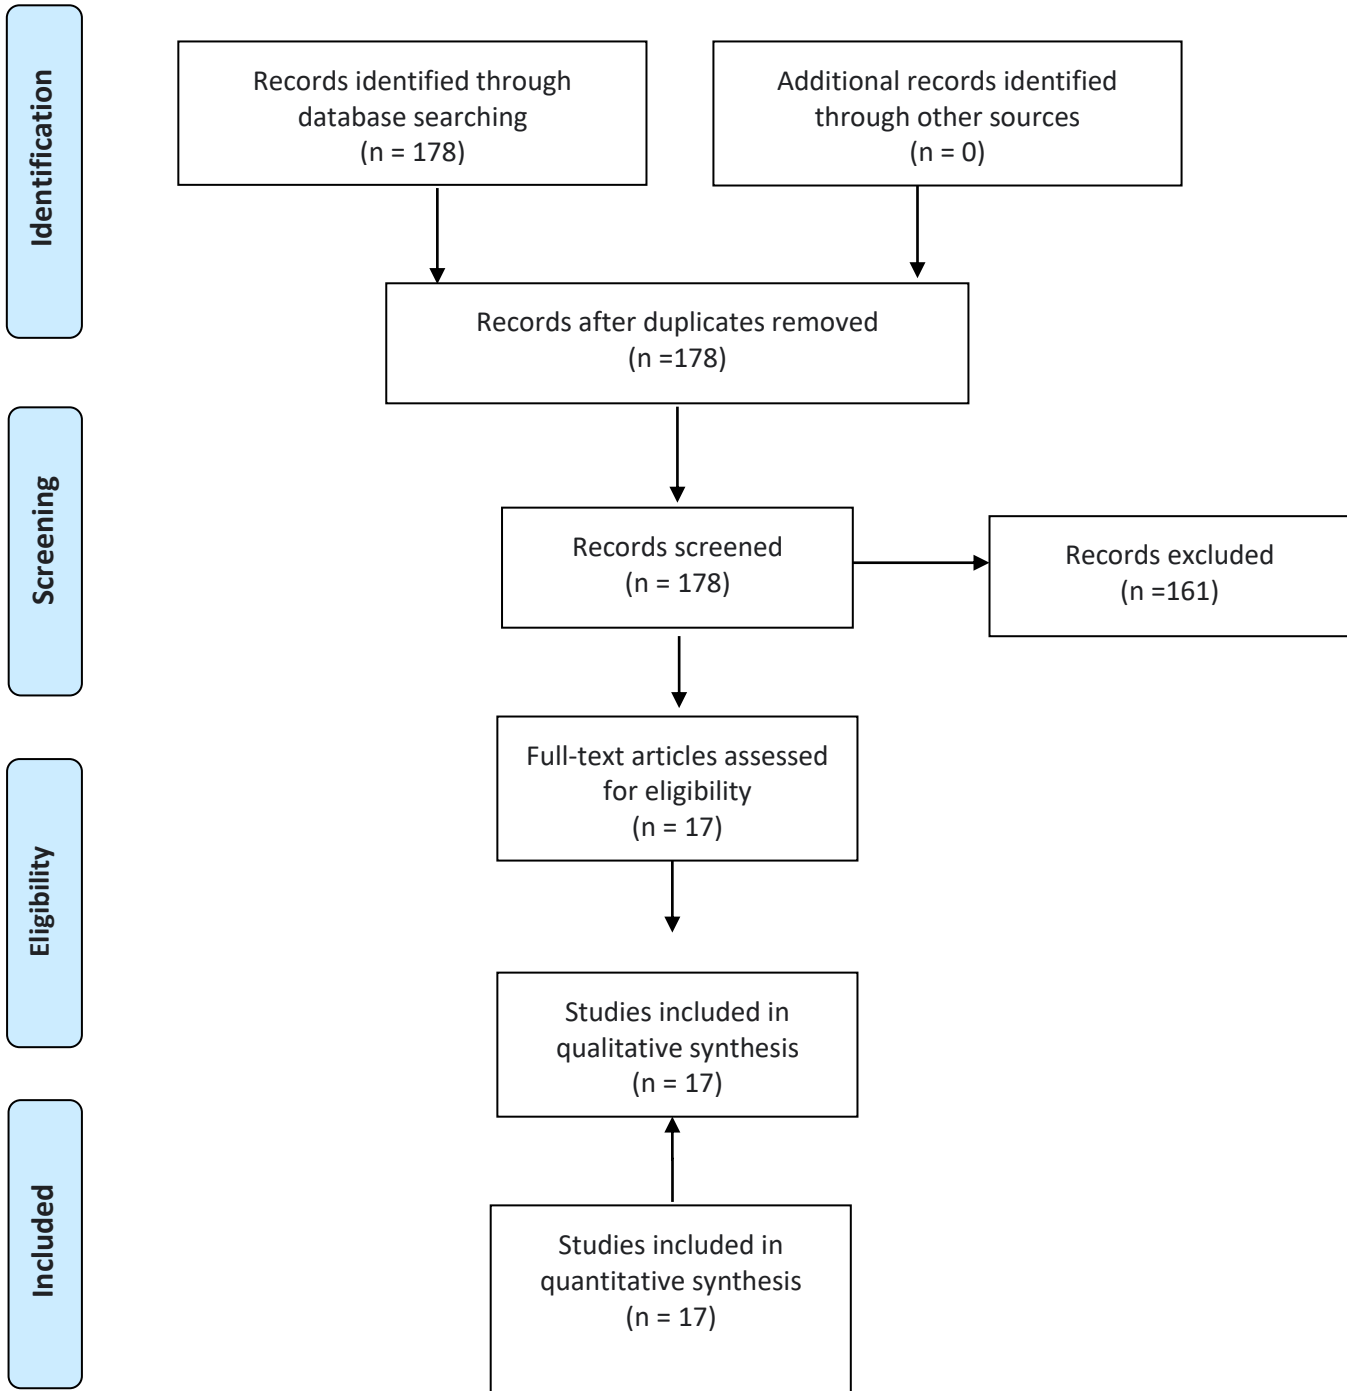 Identification
Records identified through
database searching
(n = 178)
Additional records identified
through other sources
(n = 0)
Records after duplicates removed
(n =178)
Screening
Records screened
(n = 178)
Records excluded
(n =161)
Eligibility
Full-text articles assessed
for eligibility
(n = 17)
Studies included in
qualitative synthesis
(n = 17)
Included
Studies included in
quantitative synthesis
(n = 17)